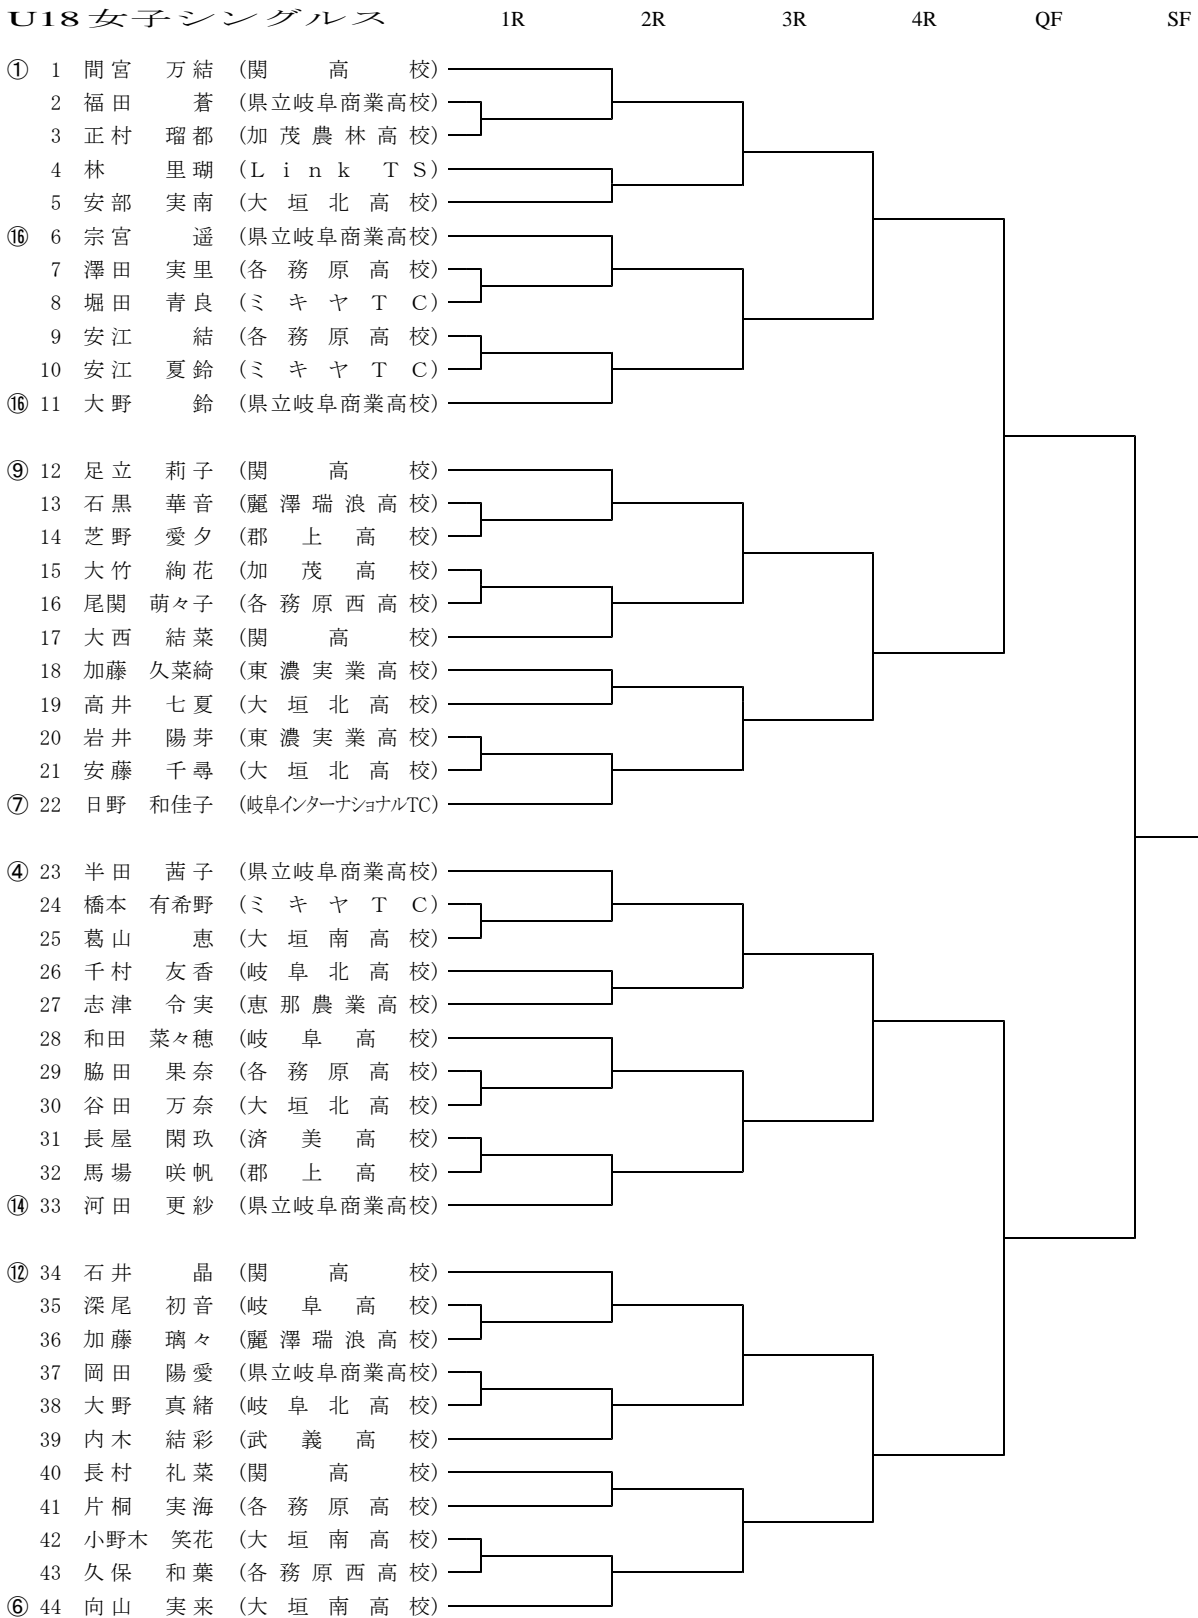 U18女子シングルス 1R 2R 3R 4R QF SF
① 1 間宮 万結 (関高校)
2 福田 蒼 (県立岐阜商業高校)
3 正村 瑠都 (加茂農林高校)
4 林 里瑚 (Link TS)
5 安部 実南 (大垣北高校)
⑯ 6 宗宮 遥 (県立岐阜商業高校)
7 澤田 実里 (各務原高校)
8 堀田 青良 (ミキヤTC)
9 安江 結 (各務原高校)
10 安江 夏鈴 (ミキヤTC)
⑯ 11 大野 鈴 (県立岐阜商業高校)
⑨ 12 足立 莉子 (関高校)
13 石黒 華音 (麗澤瑞浪高校)
14 芝野 愛夕 (郡上高校)
15 大竹 絢花 (加茂高校)
16 尾関 萌々子 (各務原西高校)
17 大西 結菜 (関高校)
18 加藤 久菜綺 (東濃実業高校)
19 高井 七夏 (大垣北高校)
20 岩井 陽芽 (東濃実業高校)
21 安藤 千尋 (大垣北高校)
⑦ 22 日野 和佳子 (岐阜インターナショナルTC)
④ 23 半田 茜子 (県立岐阜商業高校)
24 橋本 有希野 (ミキヤTC)
25 葛山 恵 (大垣南高校)
26 千村 友香 (岐阜北高校)
27 志津 令実 (恵那農業高校)
28 和田 菜々穂 (岐阜高校)
29 脇田 果奈 (各務原高校)
30 谷田 万奈 (大垣北高校)
31 長屋 閑玖 (済美高校)
32 馬場 咲帆 (郡上高校)
⑭ 33 河田 更紗 (県立岐阜商業高校)
⑫ 34 石井 晶 (関高校)
35 深尾 初音 (岐阜高校)
36 加藤 璃々 (麗澤瑞浪高校)
37 岡田 陽愛 (県立岐阜商業高校)
38 大野 真緒 (岐阜北高校)
39 内木 結彩 (武義高校)
40 長村 礼菜 (関高校)
41 片桐 実海 (各務原高校)
42 小野木 笑花 (大垣南高校)
43 久保 和葉 (各務原西高校)
⑥ 44 向山 実来 (大垣南高校)